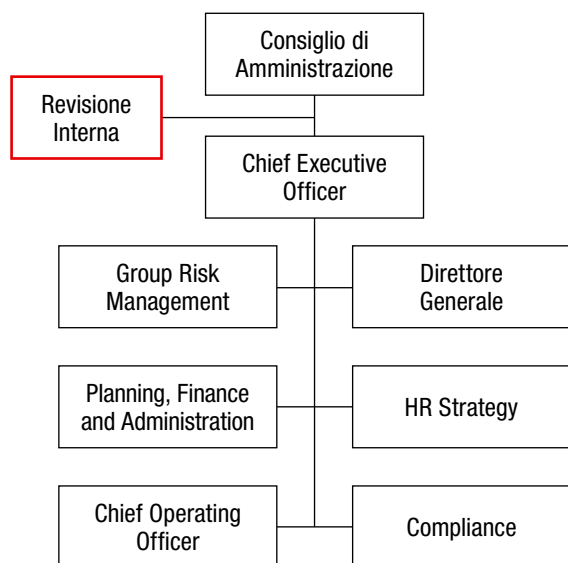 Consiglio di
Amministrazione
Revisione
Interna
Chief Executive
Officer
Group Risk
Management
Direttore
Generale
Planning, Finance
and Administration
HR Strategy
Chief Operating
Officer
Compliance